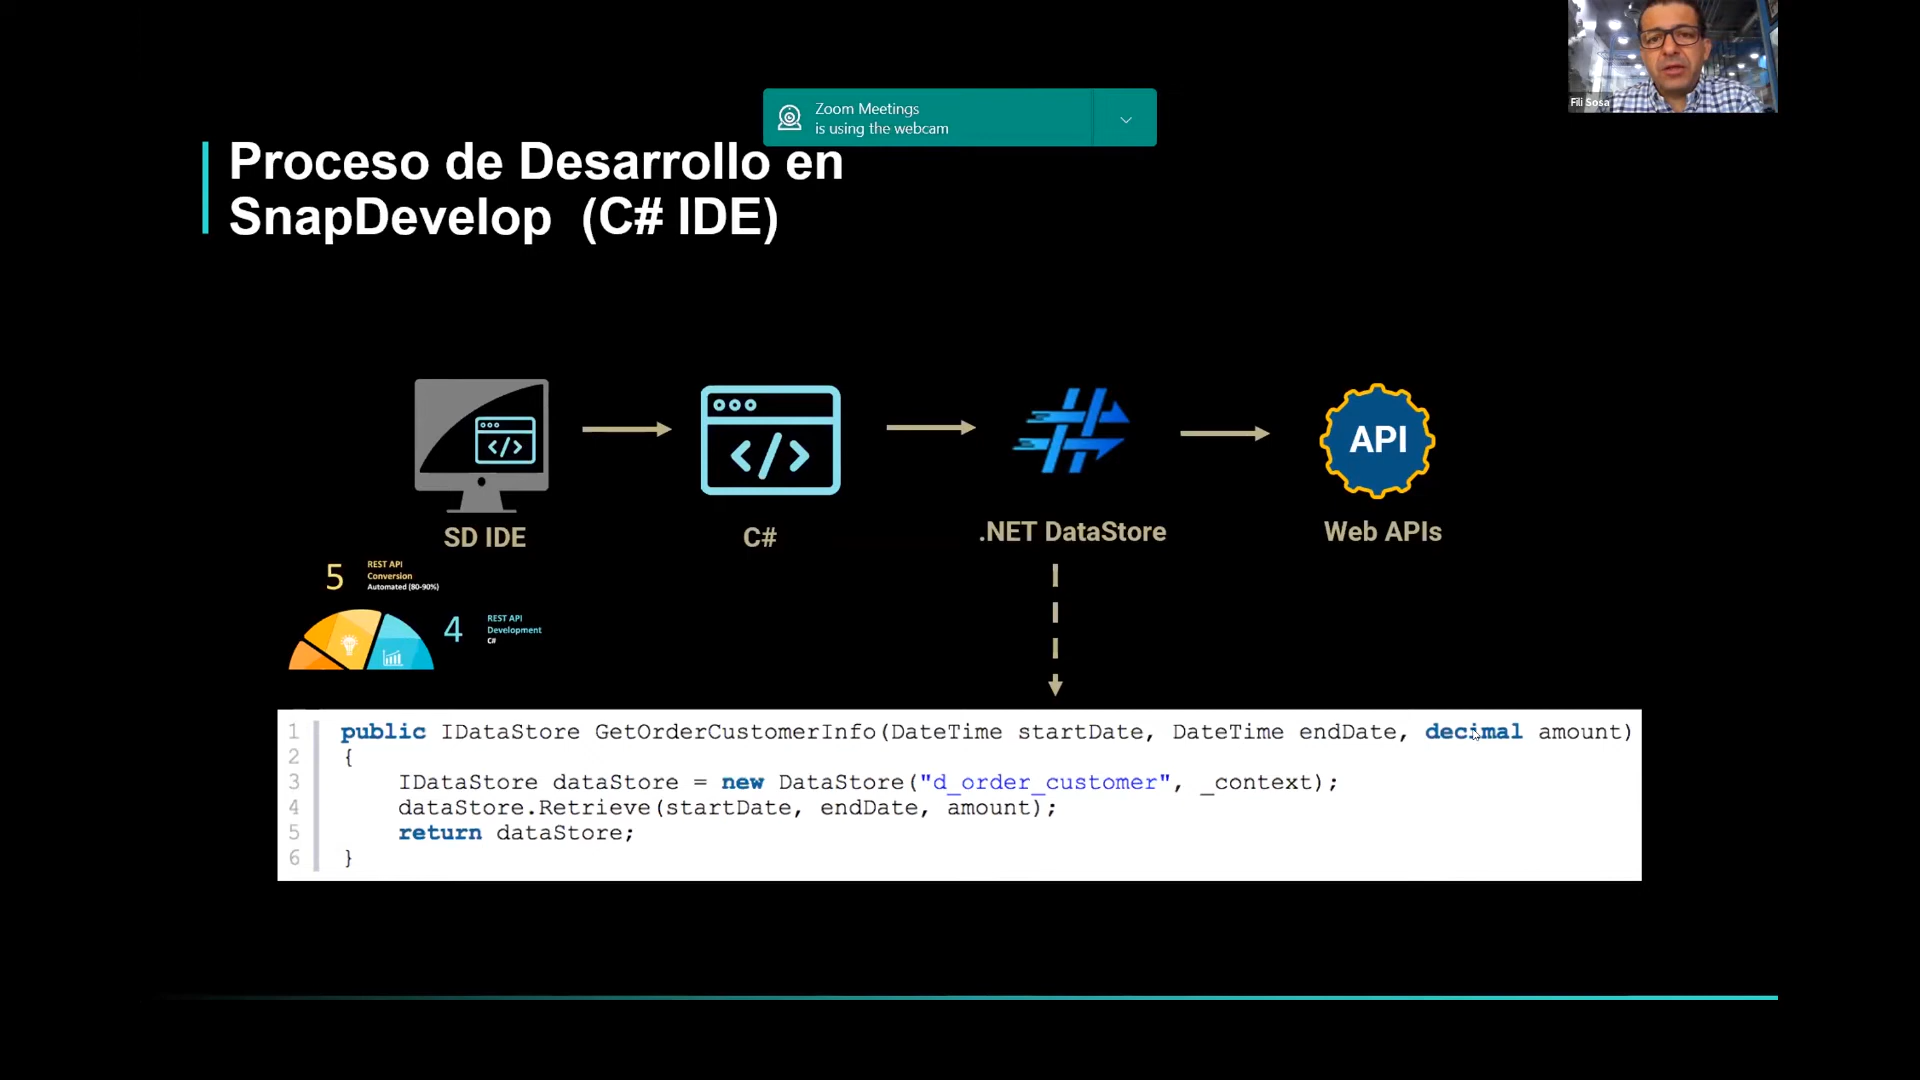 Zoom Meetings
is using the webcam
Fili Sosa
Proceso de Desarrollo en
SnapDevelop (C# IDE)
API
SD IDE
C#
.NET DataStore
Web APIs
5
REST API
Conversion
Automated (80-90%)
4
REST API
Development
C#
1 public IDataStore GetOrderCustomerInfo(DateTime startDate, DateTime endDate, decimal amount)
2 {
3 IDataStore dataStore = new DataStore("d_order_customer", _context);
4 dataStore.Retrieve(startDate, endDate, amount);
5 return dataStore;
6 }